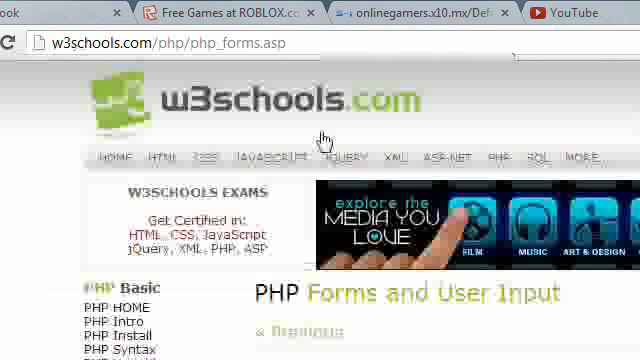 ook
Free Games at ROBLOX.co
onlinegamers.x10.mx/Defa
YouTube
w3schools.com/php/php_forms.asp
w3schools.com
HOME HTML CSS JAVASCRIPT JQUERY XML ASP.NET PHP SQL MORE...
W3SCHOOLS EXAMS
Get Certified in:
HTML, CSS, JavaScript
jQuery, XML, PHP, ASP
explore the
MEDIA YOU
LOVE
FILM
MUSIC
ART & DESIGN
PHP Basic
PHP HOME
PHP Intro
PHP Install
PHP Syntax
PHP Forms and User Input
« Previous